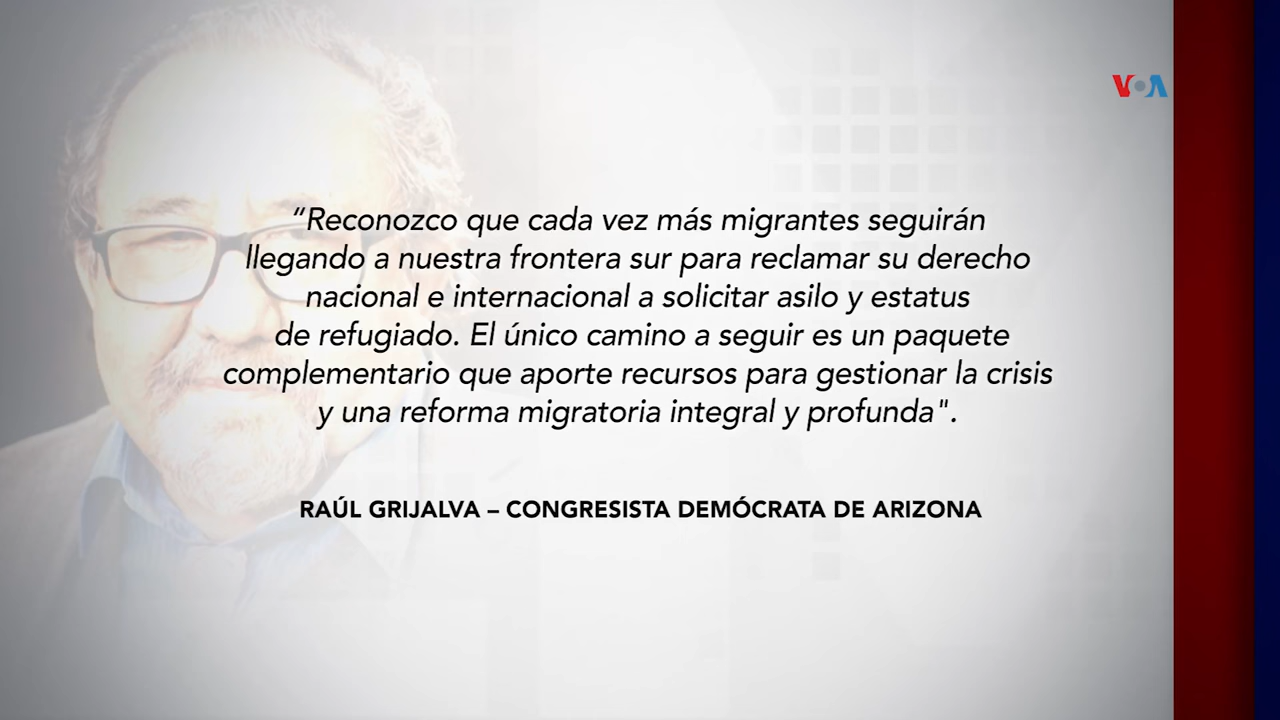 VOA
“Reconozco que cada vez más migrantes seguirán
llegando a nuestra frontera sur para reclamar su derecho
nacional e internacional a solicitar asilo y estatus
de refugiado. El único camino a seguir es un paquete
complementario que aporte recursos para gestionar la crisis
y una reforma migratoria integral y profunda".
RAÚL GRIJALVA – CONGRESISTA DEMÓCRATA DE ARIZONA